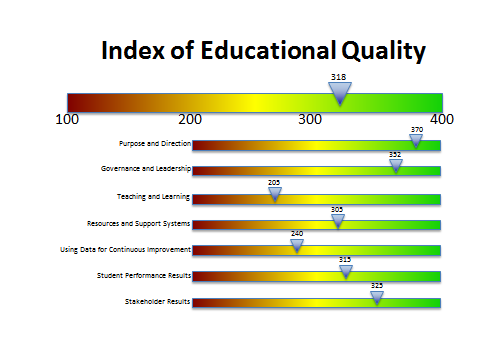 Index of Educational Quality
318
100 200 300 400
370
Purpose and Direction
352
Governance and Leadership
205
Teaching and Learning
305
Resources and Support Systems
240
Using Data for Continuous Improvement
315
Student Performance Results
325
Stakeholder Results